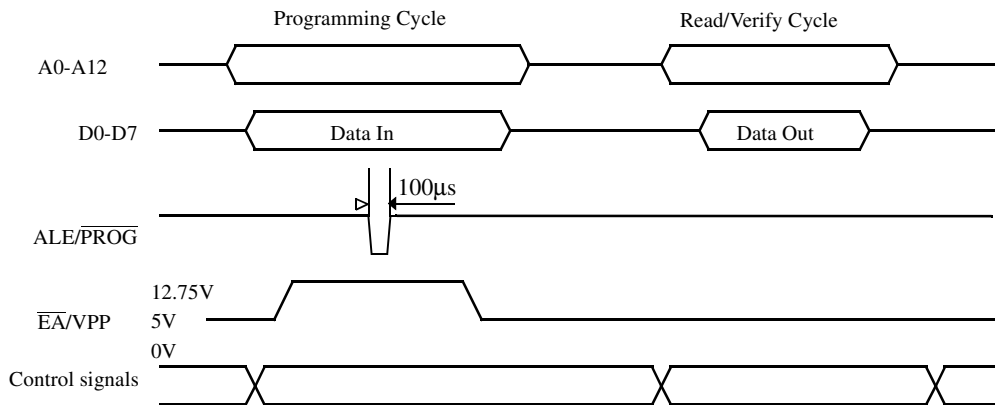 Programming Cycle
Read/Verify Cycle
A0-A12
D0-D7
Data In
Data Out
100μs
ALE/PROG
12.75V
EA/VPP
5V
0V
Control signals